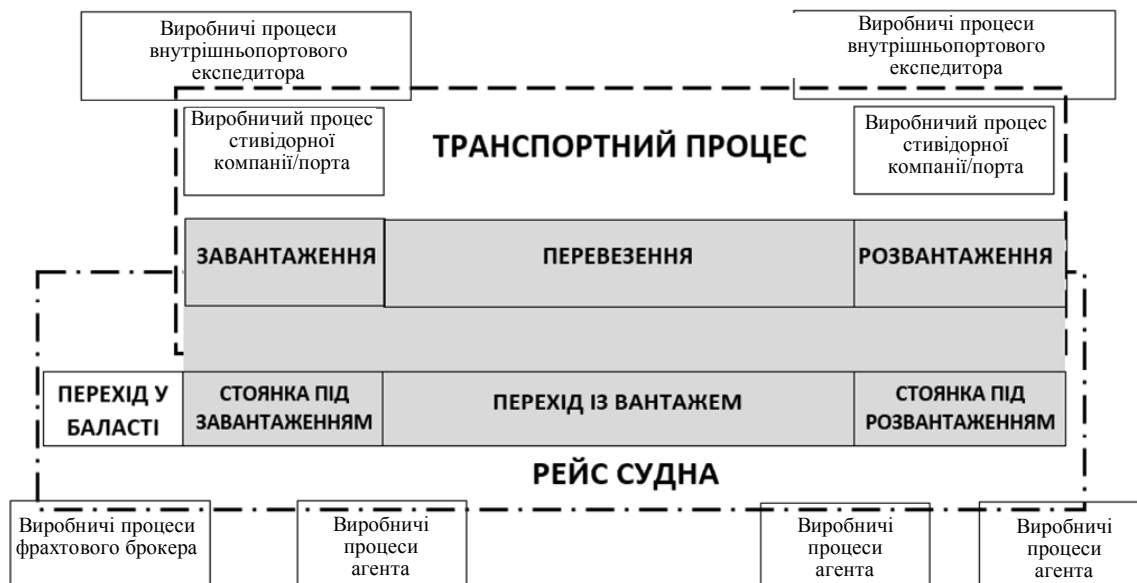 Виробничі процеси
внутрішньопортового
експедитора
Виробничі процеси
внутрішньопортового
експедитора
Виробничий процес
стивідорної
компанії/порта
ТРАНСПОРТНИЙ ПРОЦЕС
Виробничий процес
стивідорної
компанії/порта
ЗАВАНТАЖЕННЯ
ПЕРЕВЕЗЕННЯ
РОЗВАНТАЖЕННЯ
ПЕРЕХІД У
БАЛАСТІ
СТОЯНКА ПІД
ЗАВАНТАЖЕННЯМ
ПЕРЕХІД ІЗ ВАНТАЖЕМ
СТОЯНКА ПІД
РОЗВАНТАЖЕННЯМ
РЕЙС СУДНА
Виробничі процеси
фрахтового брокера
Виробничі
процеси
агента
Виробничі
процеси
агента
Виробничі
процеси
агента